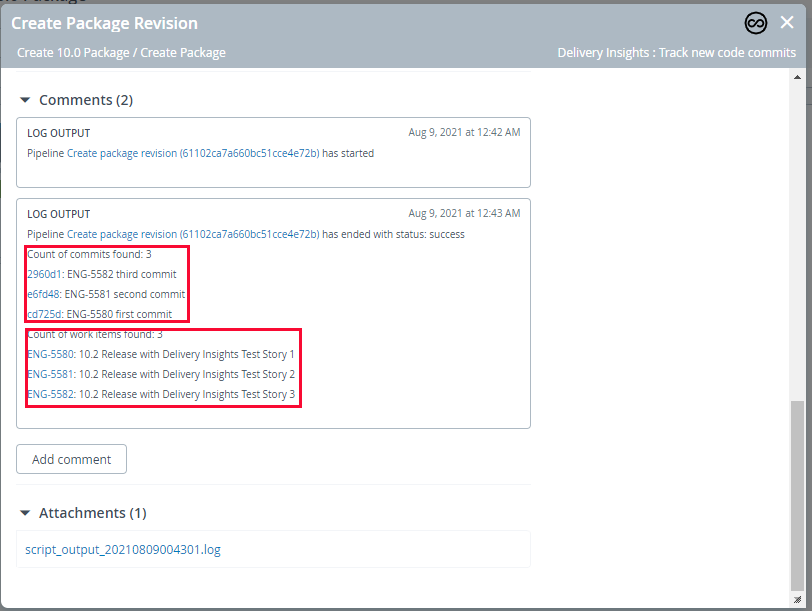 Create Package Revision
Create 10.0 Package / Create Package
Delivery Insights : Track new code commits
Comments (2)
LOG OUTPUT
Aug 9, 2021 at 12:42 AM
Pipeline Create package revision (61102ca7a660bc51cce4e72b) has started
LOG OUTPUT
Aug 9, 2021 at 12:43 AM
Pipeline Create package revision (61102ca7a660bc51cce4e72b) has ended with status: success
Count of commits found: 3
2960d1: ENG-5582 third commit
e6fd48: ENG-5581 second commit
cd725d: ENG-5580 first commit
Count of work items found: 3
ENG-5580: 10.2 Release with Delivery Insights Test Story 1
ENG-5581: 10.2 Release with Delivery Insights Test Story 2
ENG-5582: 10.2 Release with Delivery Insights Test Story 3
Add comment
Attachments (1)
script_output_20210809004301.log